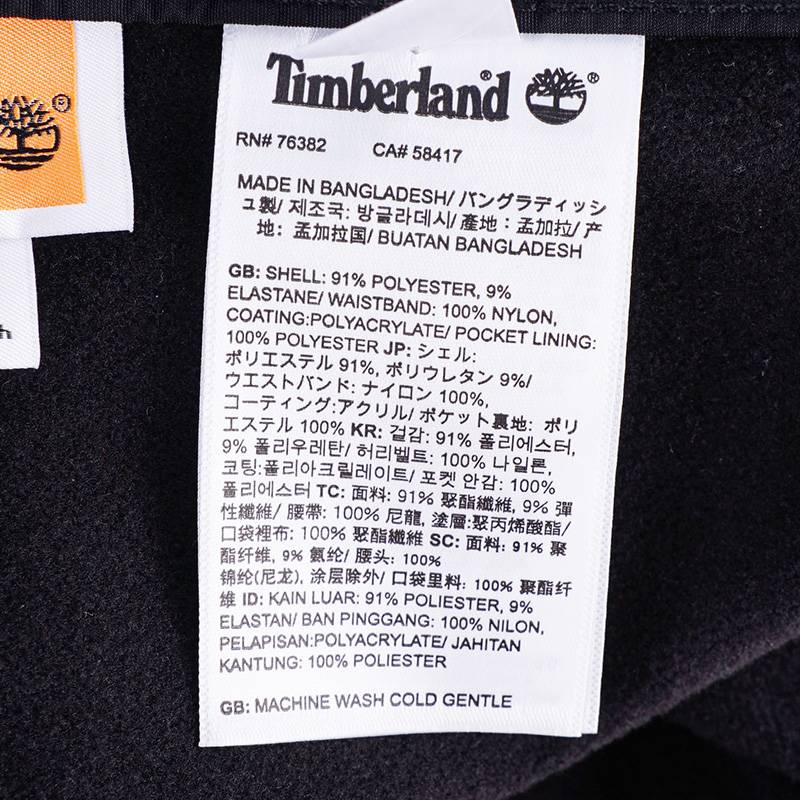 Timberland®
®
RN# 76382 CA# 58417
MADE IN BANGLADESH/ バングラディッシ
ュ製/ 제조국: 방글라데시/ 產地：孟加拉/ 产
地：孟加拉国/ BUATAN BANGLADESH
GB: SHELL: 91% POLYESTER, 9%
ELASTANE/ WAISTBAND: 100% NYLON,
COATING:POLYACRYLATE/ POCKET LINING:
100% POLYESTER JP: シェル:
ポリエステル 91%, ポリウレタン 9%/
ウエストバンド: ナイロン 100%,
コーティング:アクリル/ ポケット裏地: ポリ
エステル 100% KR: 겉감: 91% 폴리에스터,
9% 폴리우레탄/ 허리벨트: 100% 나일론,
코팅:폴리아크릴레이트/ 포켓 안감: 100%
폴리에스터 TC: 面料: 91% 聚酯纖維, 9% 彈
性纖維/ 腰帶: 100% 尼龍, 塗層:聚丙烯酸酯/
口袋裡布: 100% 聚酯纖維 SC: 面料: 91% 聚
酯纤维, 9% 氨纶/ 腰头: 100%
锦纶(尼龙), 涂层除外/ 口袋里料: 100% 聚酯纤
维 ID: KAIN LUAR: 91% POLIESTER, 9%
ELASTAN/ BAN PINGGANG: 100% NILON,
PELAPISAN:POLYACRYLATE/ JAHITAN
KANTUNG: 100% POLIESTER
GB: MACHINE WASH COLD GENTLE
®
h